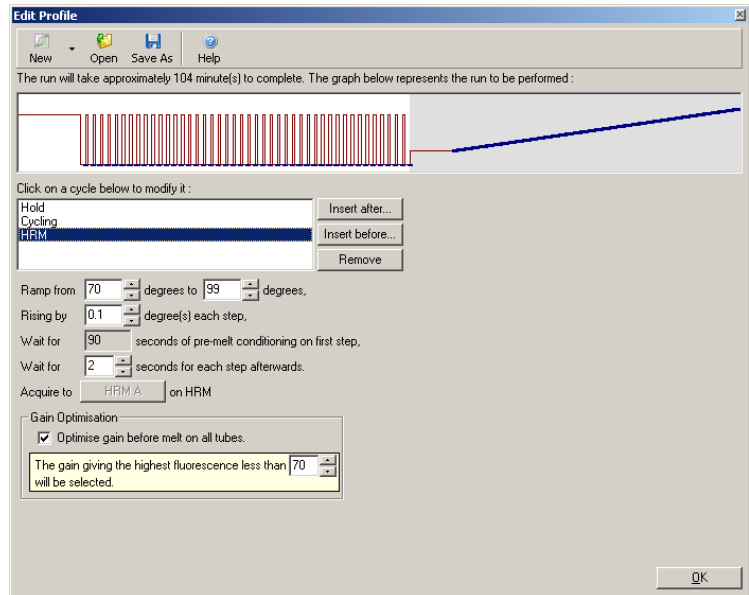 Edit Profile
New Open Save As Help
The run will take approximately 104 minute(s) to complete. The graph below represents the run to be performed :
Click on a cycle below to modify it :
Hold
Cycling
HRM
Insert after...
Insert before...
Remove
Ramp from 70 degrees to 99 degrees,
Rising by 0.1 degree(s) each step,
Wait for 90 seconds of pre-melt conditioning on first step,
Wait for 2 seconds for each step afterwards.
Acquire to HRM A on HRM
Gain Optimisation
Optimise gain before melt on all tubes.
The gain giving the highest fluorescence less than 70
will be selected.
OK